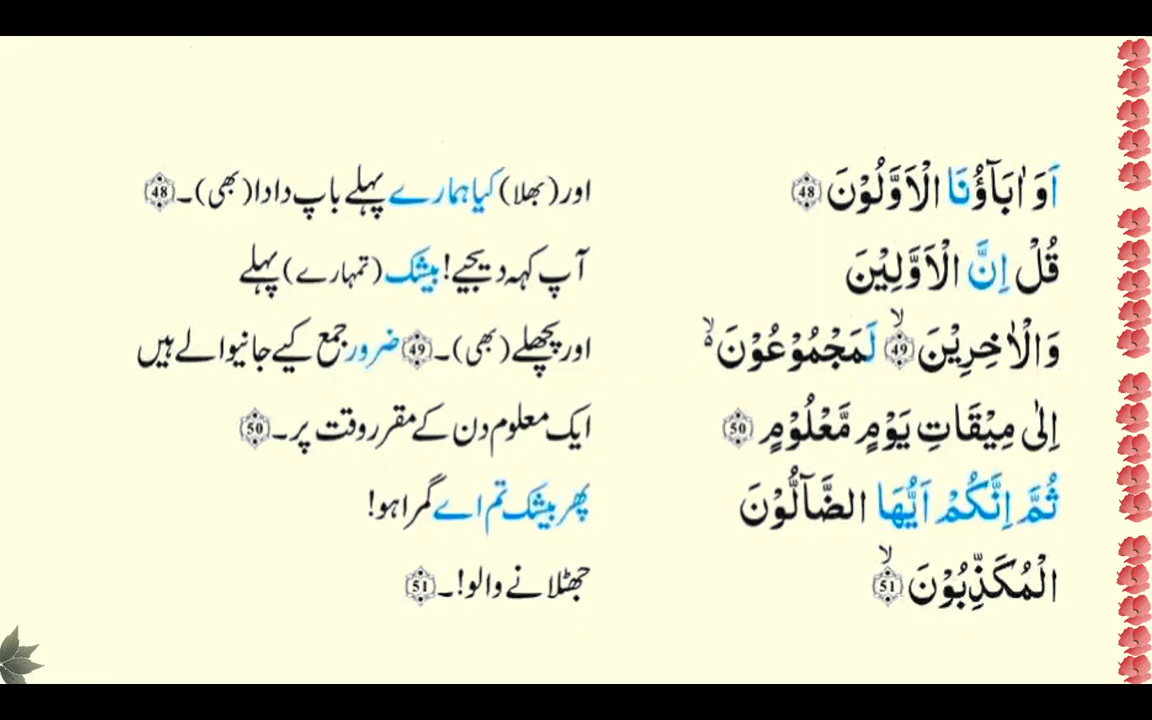 اَوَ اٰبَآؤُنَا الْاَوَّلُوْنَ ﴿48﴾ اور (بھلا) کیا ہمارے پہلے باپ دادا (بھی)۔ ﴿48﴾
قُلْ اِنَّ الْاَوَّلِيْنَ آپ کہہ دیجیے! بیشک (تمہارے) پہلے
وَالْاٰخِرِيْنَ ۙ﴿49﴾ لَمَجْمُوْعُوْنَ ۙ۬ اور پچھلے (بھی)۔ ﴿49﴾ ضرور جمع کیے جانیوالے ہیں
اِلٰى مِيْقَاتِ يَوْمٍ مَّعْلُوْمٍ ﴿50﴾ ایک معلوم دن کے مقرر وقت پر۔ ﴿50﴾
ثُمَّ اِنَّكُمْ اَيُّهَا الضَّآلُّوْنَ پھر بیشک تم اے گمراہو!
الْمُكَذِّبُوْنَ ۙ﴿51﴾ جھٹلانے والو!۔ ﴿51﴾